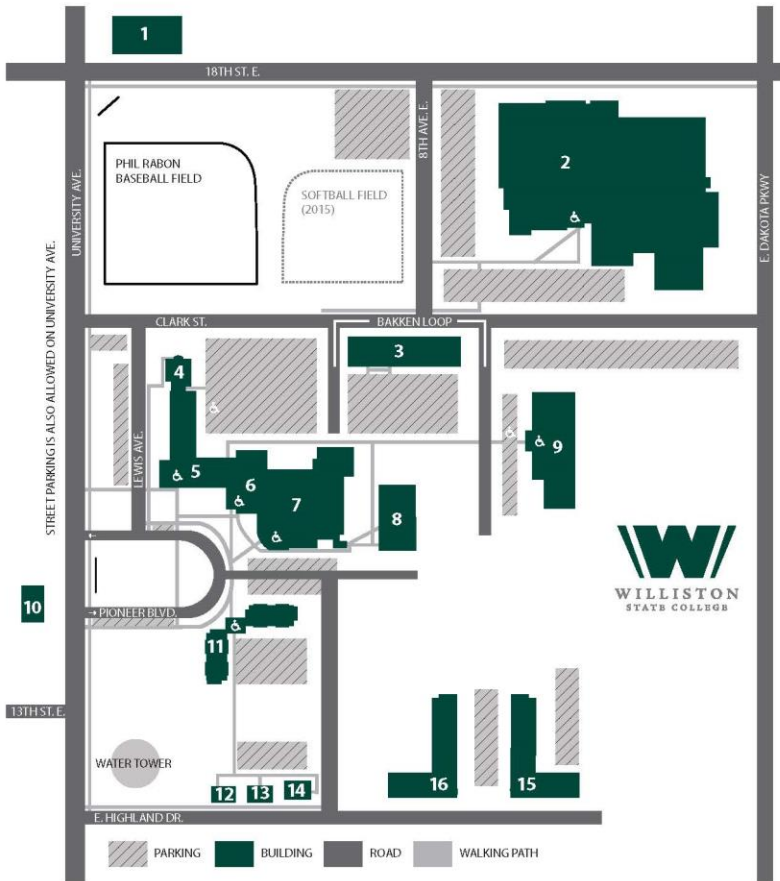 1
18TH ST. E.
8TH AVE. E.
2
PHIL RABON
BASEBALL FIELD
SOFTBALL FIELD
(2015)
UNIVERSITY AVE.
E. DAKOTA PKWY
STREET PARKING IS ALSO ALLOWED ON UNIVERSITY AVE.
CLARK ST.
BAKKEN LOOP
3
4
LEWIS AVE.
5
6
7
8
9
W
WILLISTON
STATE COLLEGE
10
PIONEER BLVD.
11
13TH ST. E.
WATER TOWER
12
13
14
16
15
E. HIGHLAND DR.
PARKING
BUILDING
ROAD
WALKING PATH